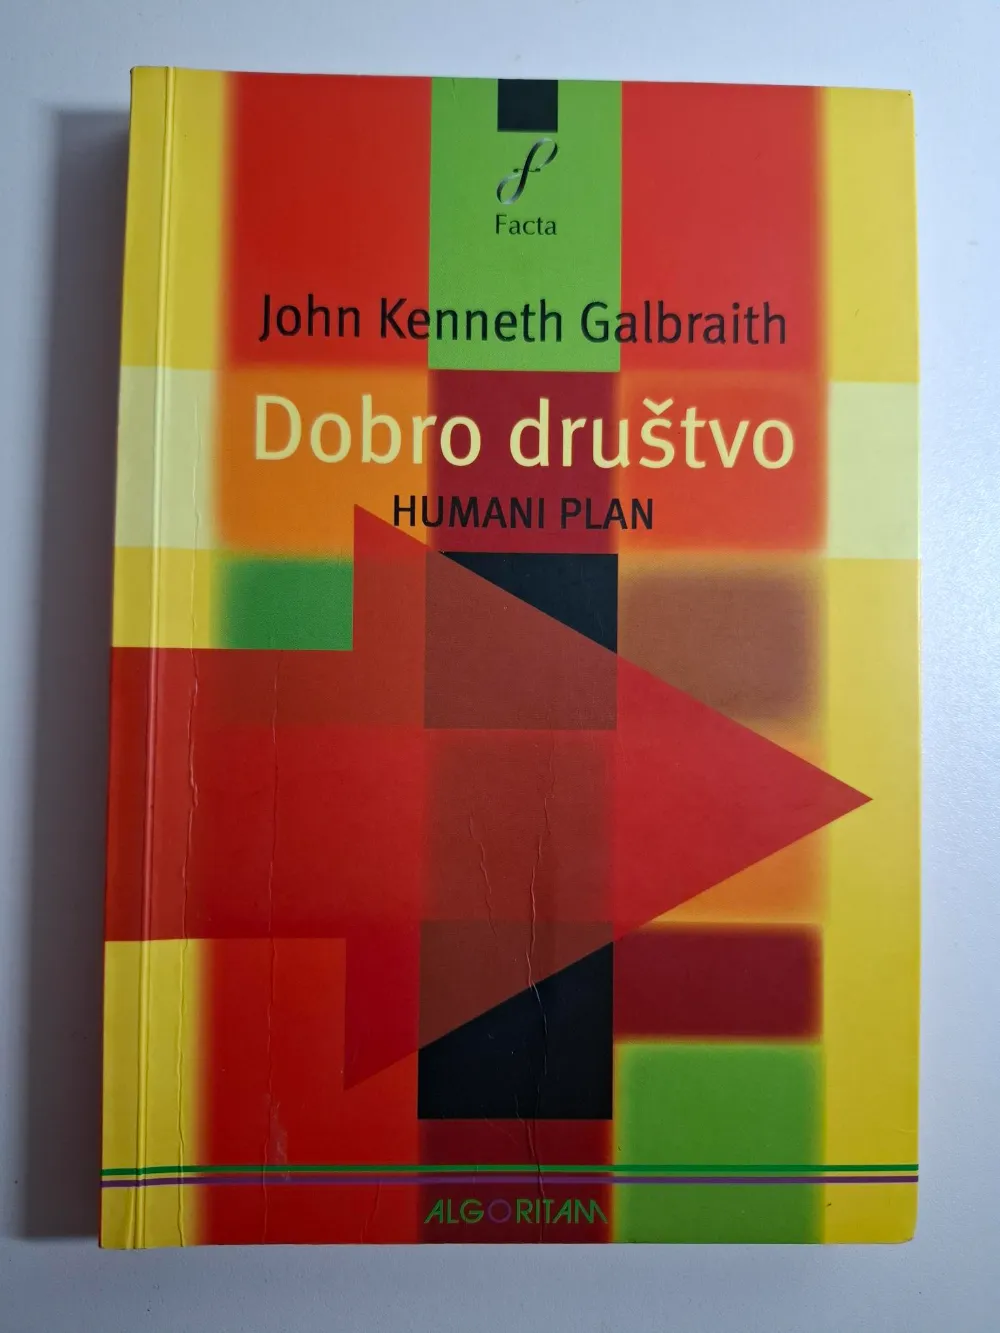 Facta
John Kenneth Galbraith
Dobro društvo
HUMANI PLAN
ALGORITAM